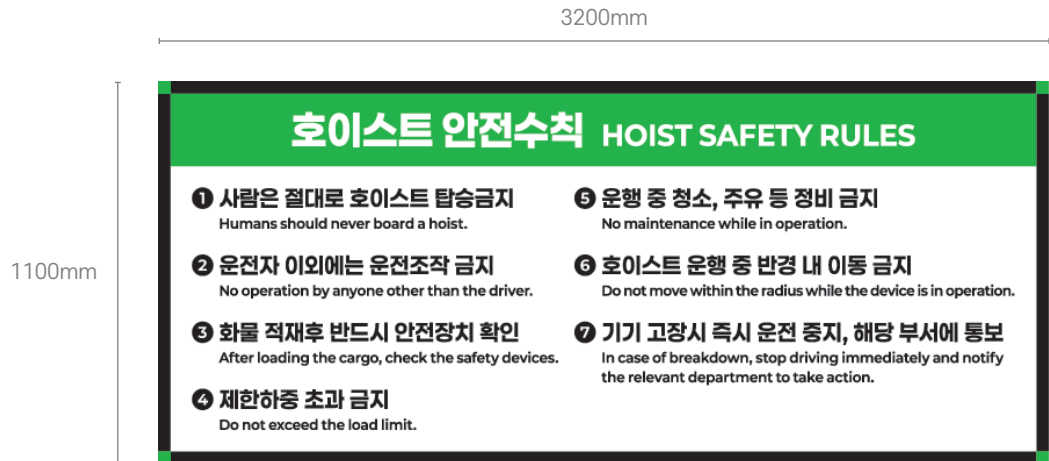 3200mm
1100mm
호이스트 안전수칙 HOIST SAFETY RULES
❶ 사람은 절대로 호이스트 탑승금지
Humans should never board a hoist.
❷ 운전자 이외에는 운전조작 금지
No operation by anyone other than the driver.
❸ 화물 적재후 반드시 안전장치 확인
After loading the cargo, check the safety devices.
❹ 제한하중 초과 금지
Do not exceed the load limit.
❺ 운행 중 청소, 주유 등 정비 금지
No maintenance while in operation.
❻ 호이스트 운행 중 반경 내 이동 금지
Do not move within the radius while the device is in operation.
❼ 기기 고장시 즉시 운전 중지, 해당 부서에 통보
In case of breakdown, stop driving immediately and notify
the relevant department to take action.